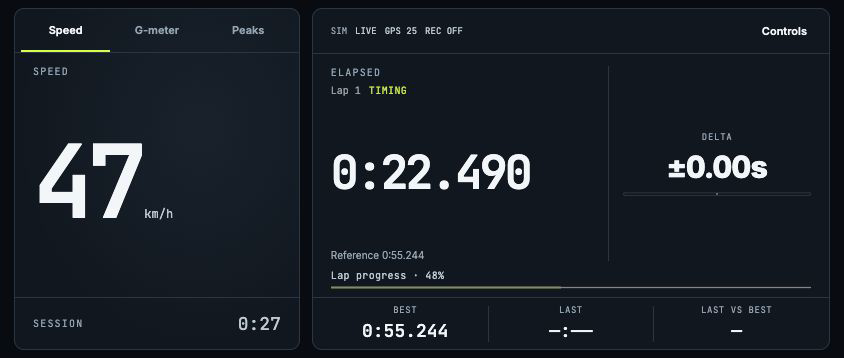 Speed G-meter Peaks
SPEED
47 km/h
SESSION 0:27
SIM LIVE GPS 25 REC OFF Controls
ELAPSED
Lap 1 TIMING
0:22.490
DELTA
±0.00s
Reference 0:55.244
Lap progress · 48%
BEST LAST LAST VS BEST
0:55.244 —:—— —